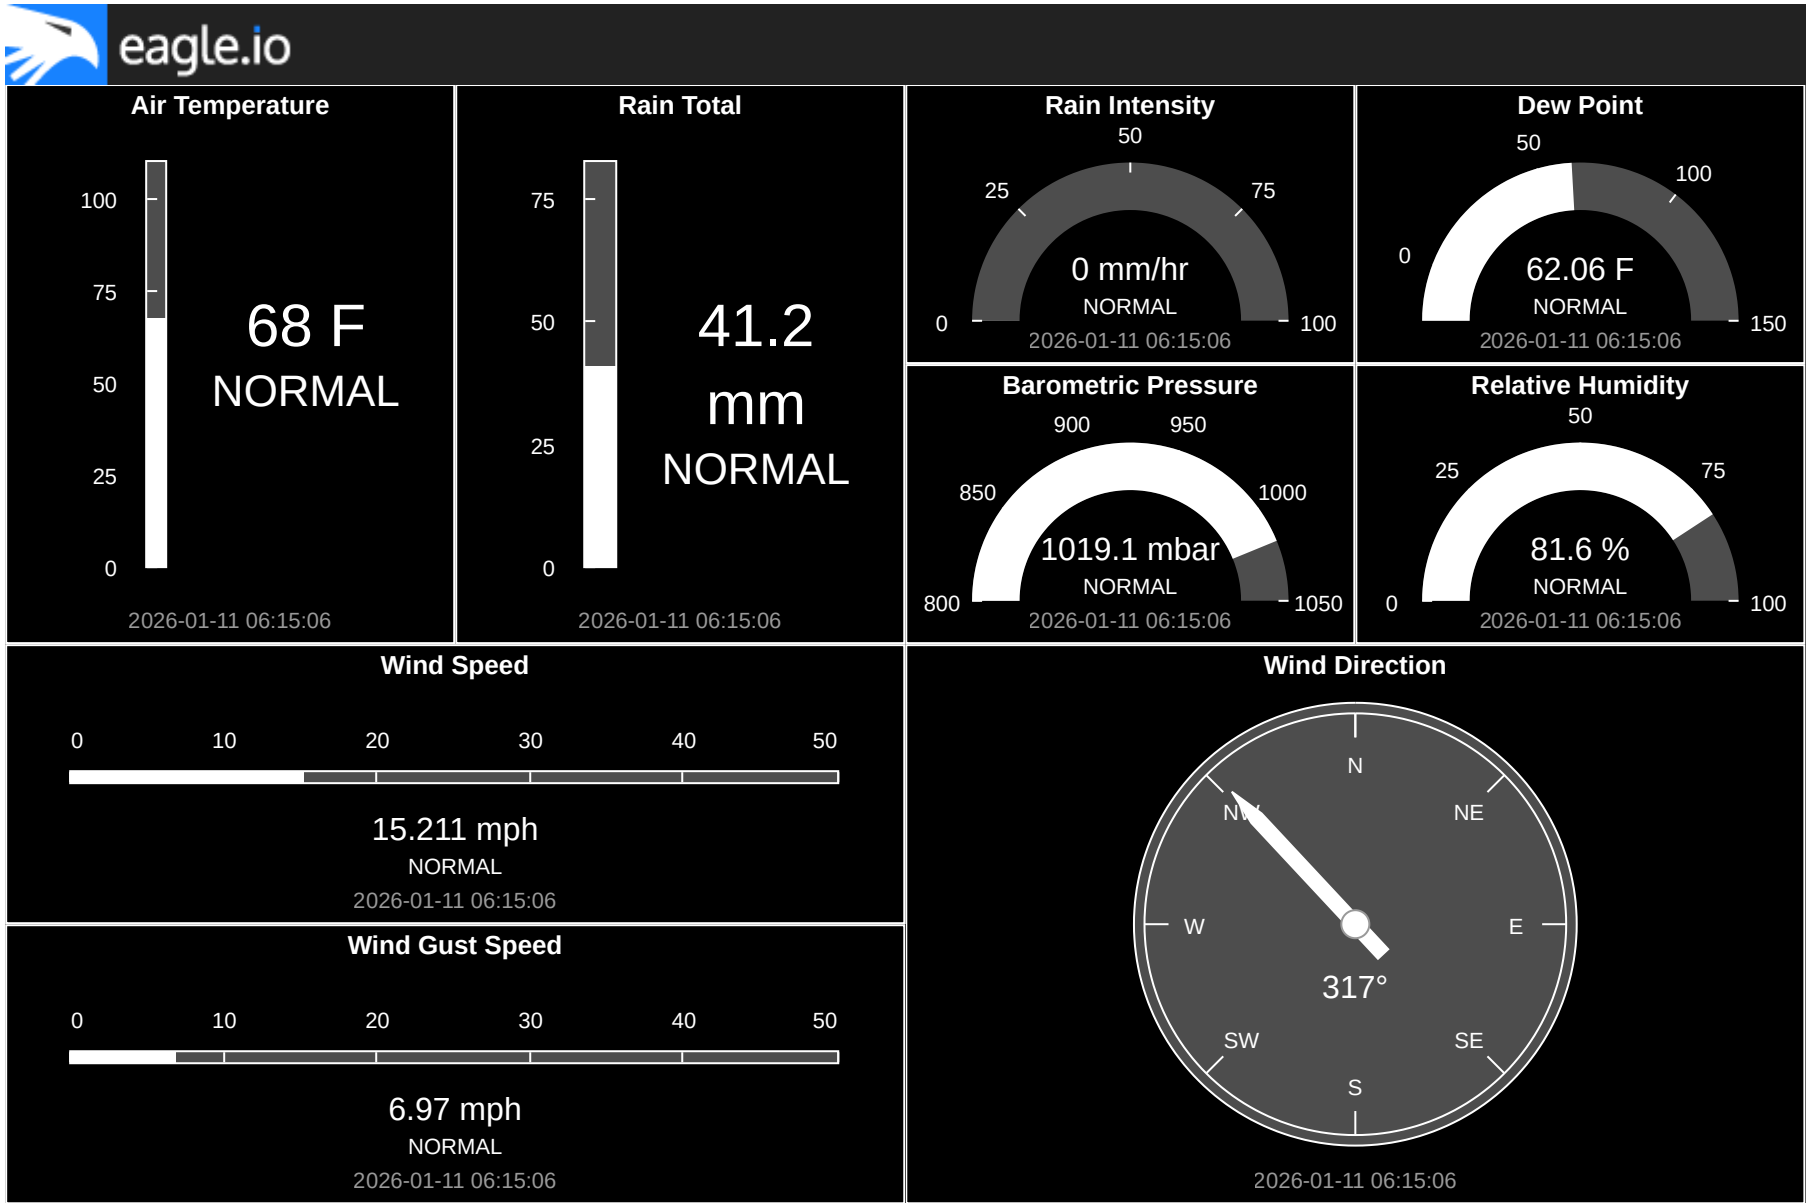 eagle.io
Air Temperature
100
75
50
25
0
68 F
NORMAL
2026-01-11 06:15:06
Rain Total
75
50
25
0
41.2
mm
NORMAL
2026-01-11 06:15:06
Rain Intensity
50
25
75
0
100
0 mm/hr
NORMAL
2026-01-11 06:15:06
Dew Point
50
100
0
150
62.06 F
NORMAL
2026-01-11 06:15:06
Barometric Pressure
900
950
850
1000
800
1050
1019.1 mbar
NORMAL
2026-01-11 06:15:06
Relative Humidity
50
25
75
0
100
81.6 %
NORMAL
2026-01-11 06:15:06
Wind Speed
0 10 20 30 40 50
15.211 mph
NORMAL
2026-01-11 06:15:06
Wind Gust Speed
0 10 20 30 40 50
6.97 mph
NORMAL
2026-01-11 06:15:06
Wind Direction
N
NW NE
W E
317°
SW SE
S
2026-01-11 06:15:06